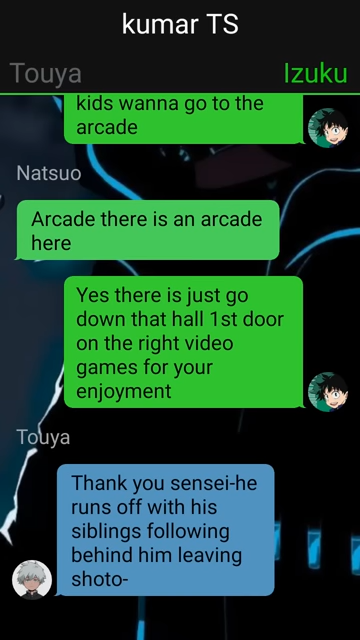 kumar TS
Touya
Izuku
kids wanna go to the
arcade
Natsuo
Arcade there is an arcade
here
Yes there is just go
down that hall 1st door
on the right video
games for your
enjoyment
Touya
Thank you sensei-he
runs off with his
siblings following
behind him leaving
shoto-